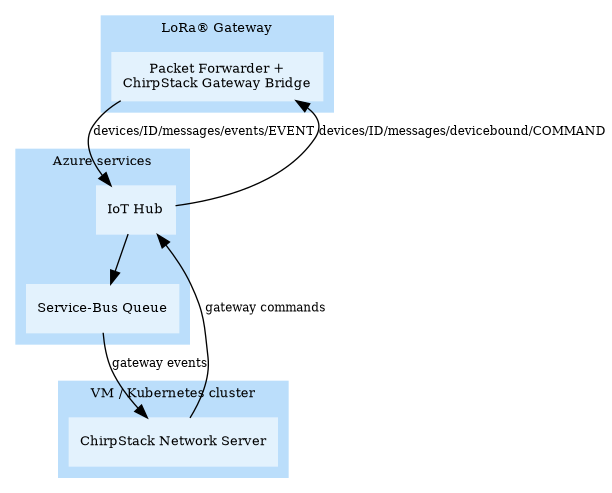 LoRa® Gateway
Packet Forwarder +
ChirpStack Gateway Bridge
devices/ID/messages/events/EVENT
devices/ID/messages/devicebound/COMMAND
Azure services
IoT Hub
Service-Bus Queue
gateway commands
gateway events
VM / Kubernetes cluster
ChirpStack Network Server